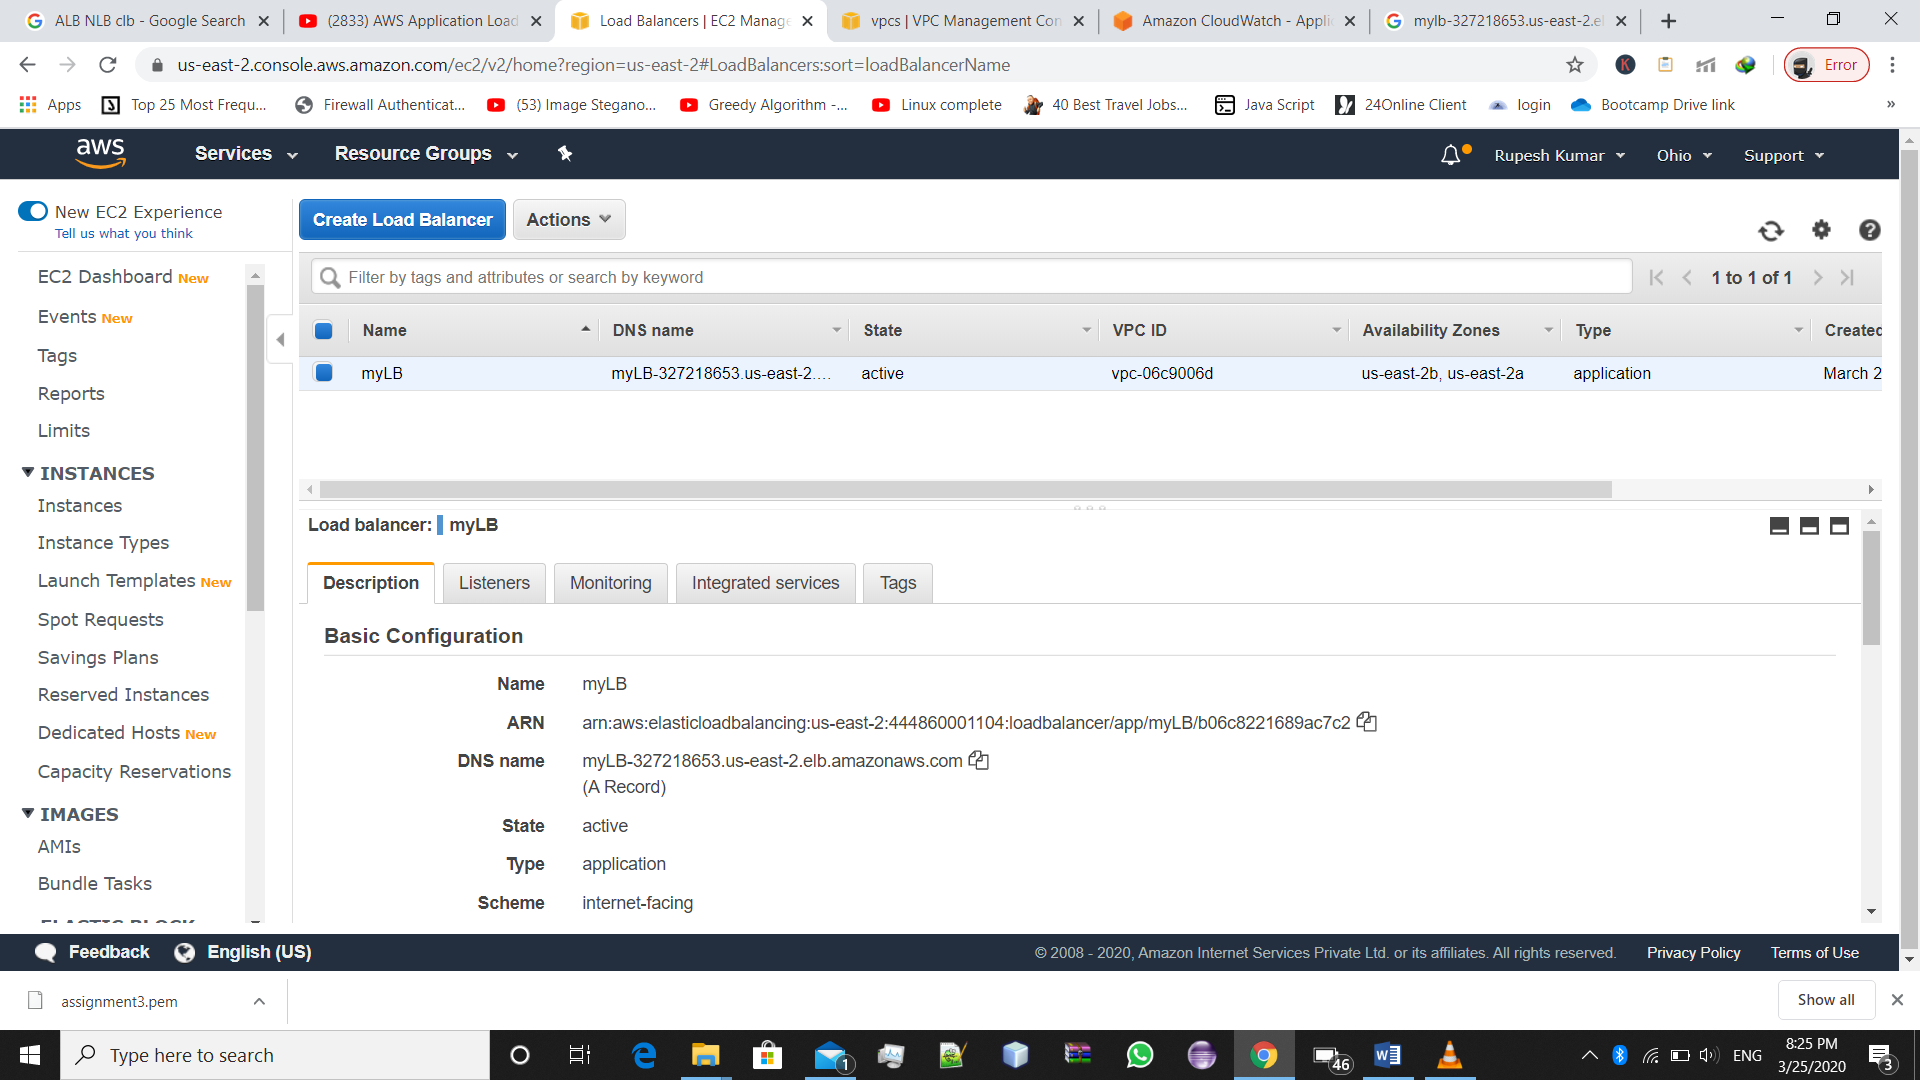 ALB NLB clb - Google Search
(2833) AWS Application Load
Load Balancers | EC2 Manage
vpcs | VPC Management Con
Amazon CloudWatch - Appli
mylb-327218653.us-east-2.el
us-east-2.console.aws.amazon.com/ec2/v2/home?region=us-east-2#LoadBalancers:sort=loadBalancerName
K
Error
Apps
Top 25 Most Frequ...
Firewall Authenticat...
(53) Image Stegano...
Greedy Algorithm -...
Linux complete
40 Best Travel Jobs...
Java Script
24Online Client
login
Bootcamp Drive link
»
aws
Services
Resource Groups
Rupesh Kumar
Ohio
Support
New EC2 Experience
Tell us what you think
EC2 Dashboard New
Events New
Tags
Reports
Limits
INSTANCES
Instances
Instance Types
Launch Templates New
Spot Requests
Savings Plans
Reserved Instances
Dedicated Hosts New
Capacity Reservations
IMAGES
AMIs
Bundle Tasks
ELASTIC BLOCK
Create Load Balancer
Actions
Filter by tags and attributes or search by keyword
1 to 1 of 1
Name DNS name State VPC ID Availability Zones Type Created
myLB myLB-327218653.us-east-2.... active vpc-06c9006d us-east-2b, us-east-2a application March 2
Load balancer: myLB
Description
Listeners
Monitoring
Integrated services
Tags
Basic Configuration
Name myLB
ARN arn:aws:elasticloadbalancing:us-east-2:444860001104:loadbalancer/app/myLB/b06c8221689ac7c2
DNS name myLB-327218653.us-east-2.elb.amazonaws.com
(A Record)
State active
Type application
Scheme internet-facing
Feedback
English (US)
© 2008 - 2020, Amazon Internet Services Private Ltd. or its affiliates. All rights reserved.
Privacy Policy
Terms of Use
assignment3.pem
Show all
Type here to search
1
46
ENG
8:25 PM
3/25/2020
3